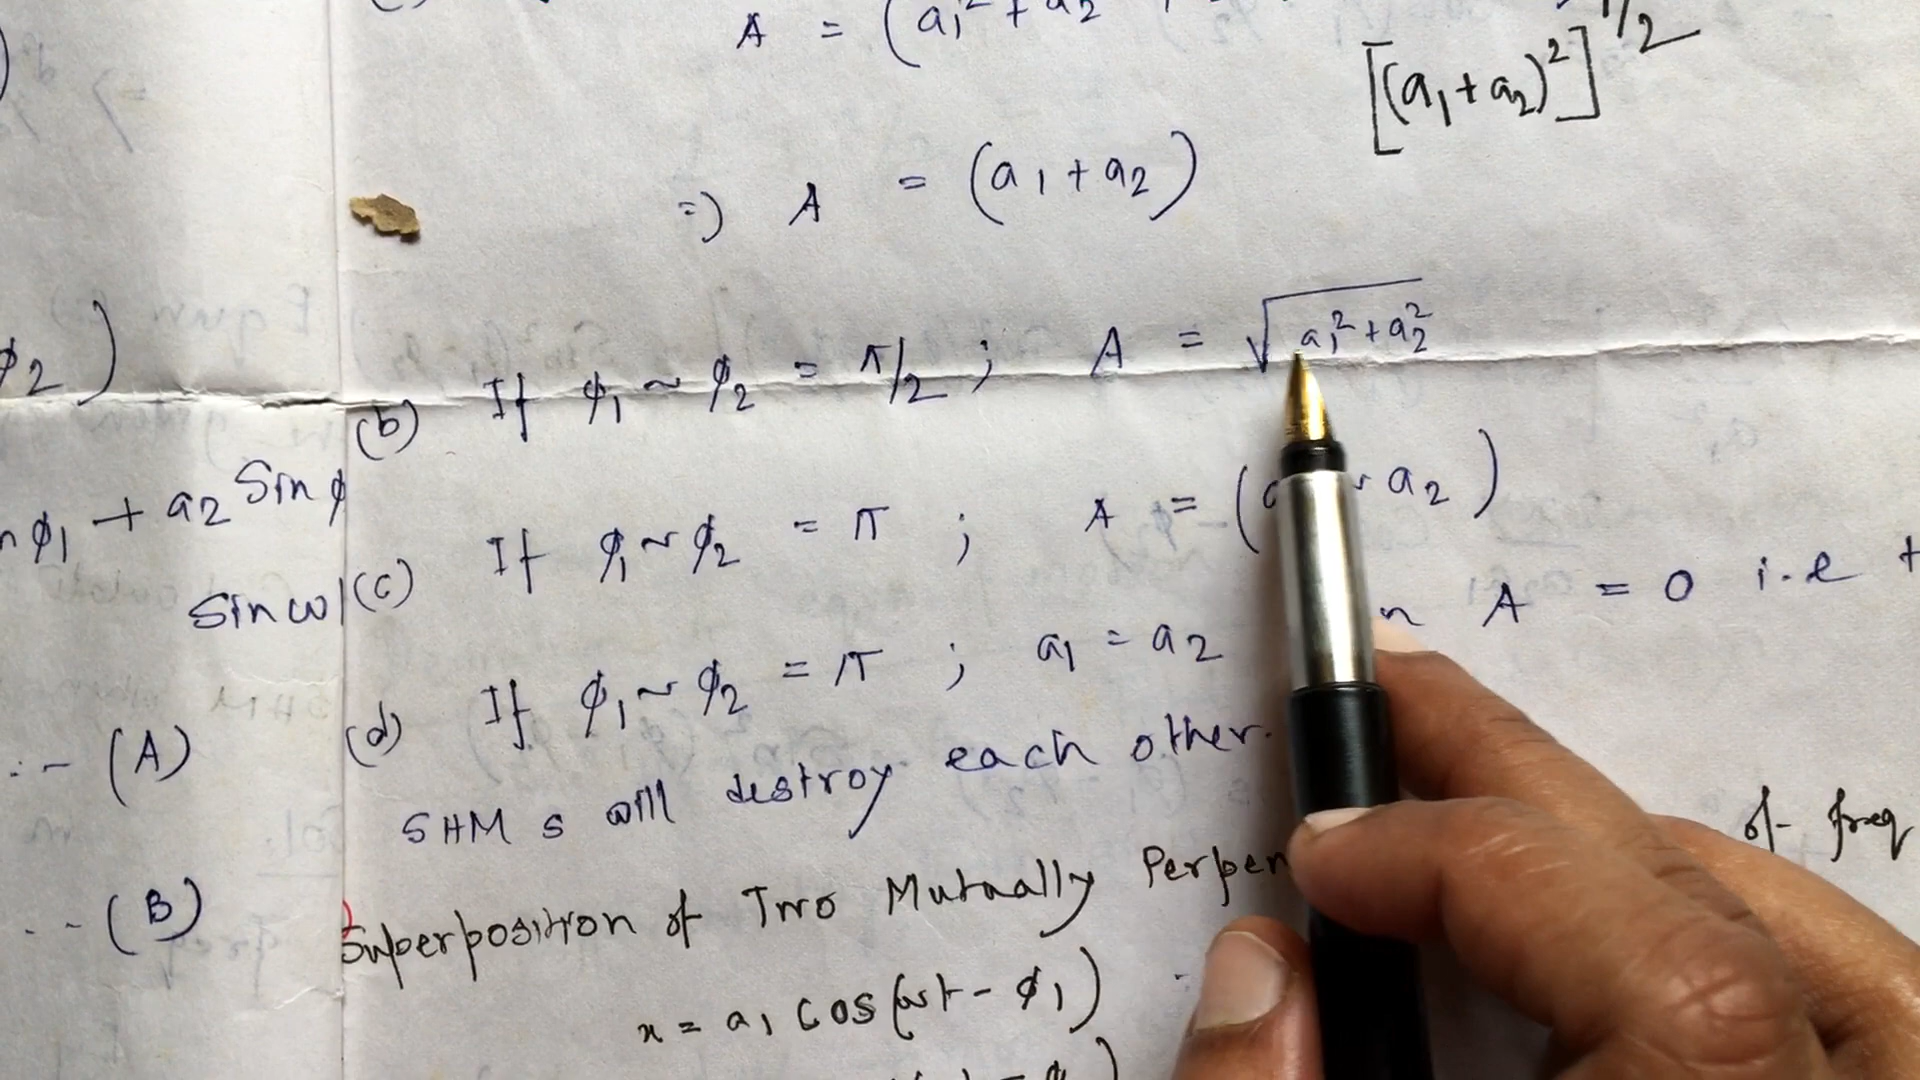 A = (a₁² + a₂
[(a₁ + a₂)²]^1/2
=) A = (a₁ + a₂)
φ₂)
(b) If φ₁ ~ φ₂ = π/2 ; A = √a₁² + a₂²
φ₁ + a₂ Sin φ
(c) If φ₁ ~ φ₂ = π ; A = ( a₂)
Sin ω
(d) If φ₁ ~ φ₂ = π ; a₁ = a₂ A = 0 i.e
-- (A)
SHM s will destroy each other.
-- (B)
Superposition of Two Mutually Perpen of freq
x = a₁ cos(ωt - φ₁)